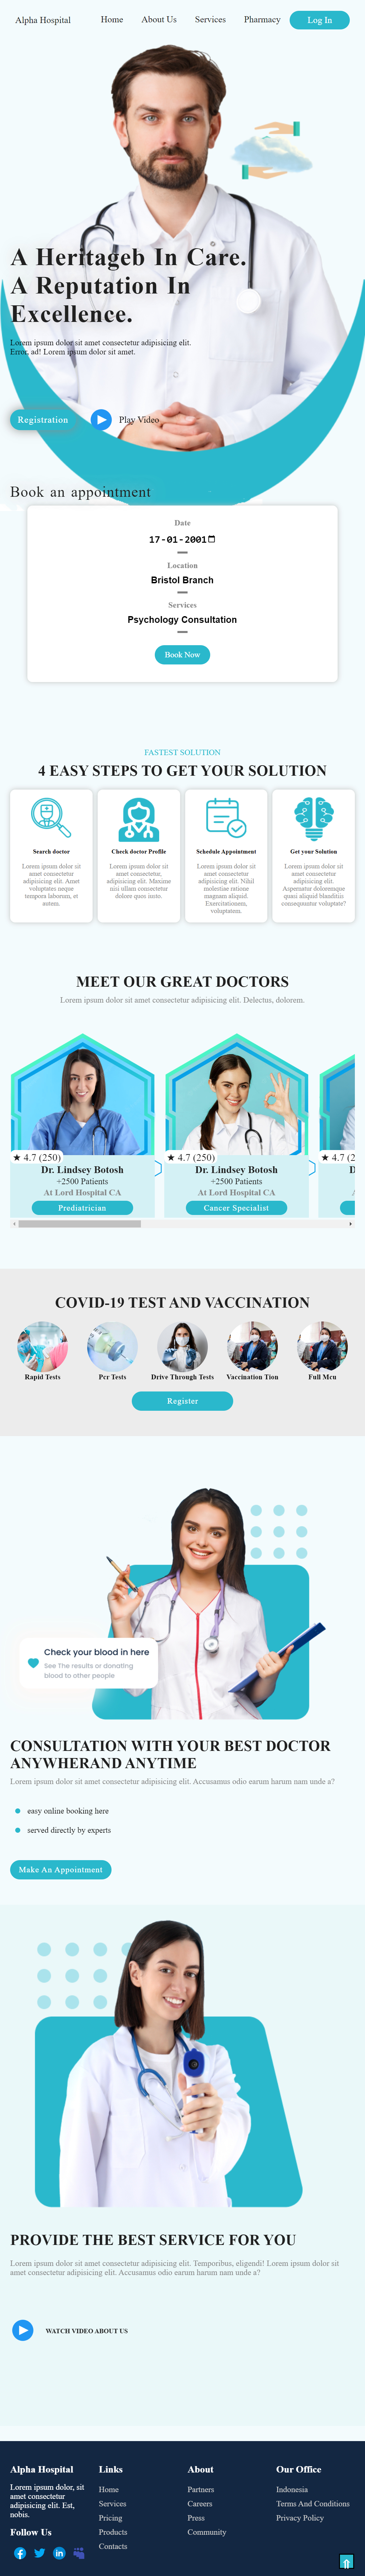 Alpha Hospital Home About Us Services Pharmacy Log In
A Heritageb In Care.
A Reputation In
Excellence.
Lorem ipsum dolor sit amet consectetur adipisicing elit.
Error, ad! Lorem ipsum dolor sit amet.
Registration Play Video
Book an appointment
Date
17-01-2001
Location
Bristol Branch
Services
Psychology Consultation
Book Now
FASTEST SOLUTION
4 EASY STEPS TO GET YOUR SOLUTION
Search doctor
Lorem ipsum dolor sit
amet consectetur
adipisicing elit. Amet
voluptates neque
tempora laborum, et
autem.
Check doctor Profile
Lorem ipsum dolor sit
amet consectetur,
adipisicing elit. Maxime
nisi ullam consectetur
dolore quos iusto.
Schedule Appointment
Lorem ipsum dolor sit
amet consectetur
adipisicing elit. Nihil
molestiae ratione
magnam aliquid.
Exercitationem,
voluptatem.
Get your Solution
Lorem ipsum dolor sit
amet consectetur
adipisicing elit.
Aspernatur doloremque
quasi aliquid blanditiis
consequuntur voluptate?
MEET OUR GREAT DOCTORS
Lorem ipsum dolor sit amet consectetur adipisicing elit. Delectus, dolorem.
★ 4.7 (250)
Dr. Lindsey Botosh
+2500 Patients
At Lord Hospital CA
Prediatrician
★ 4.7 (250)
Dr. Lindsey Botosh
+2500 Patients
At Lord Hospital CA
Cancer Specialist
★ 4.7 (2
D
COVID-19 TEST AND VACCINATION
Rapid Tests Pcr Tests Drive Through Tests Vaccination Tion Full Mcu
Register
Check your blood in here
See The results or donating
blood to other people
CONSULTATION WITH YOUR BEST DOCTOR
ANYWHERAND ANYTIME
Lorem ipsum dolor sit amet consectetur adipisicing elit. Accusamus odio earum harum nam unde a?
easy online booking here
served directly by experts
Make An Appointment
PROVIDE THE BEST SERVICE FOR YOU
Lorem ipsum dolor sit amet consectetur adipisicing elit. Temporibus, eligendi! Lorem ipsum dolor sit
amet consectetur adipisicing elit. Accusamus odio earum harum nam unde a?
WATCH VIDEO ABOUT US
Alpha Hospital
Lorem ipsum dolor, sit
amet consectetur
adipisicing elit. Est,
nobis.
Follow Us
Links
Home
Services
Pricing
Products
Contacts
About
Partners
Careers
Press
Community
Our Office
Indonesia
Terms And Conditions
Privacy Policy